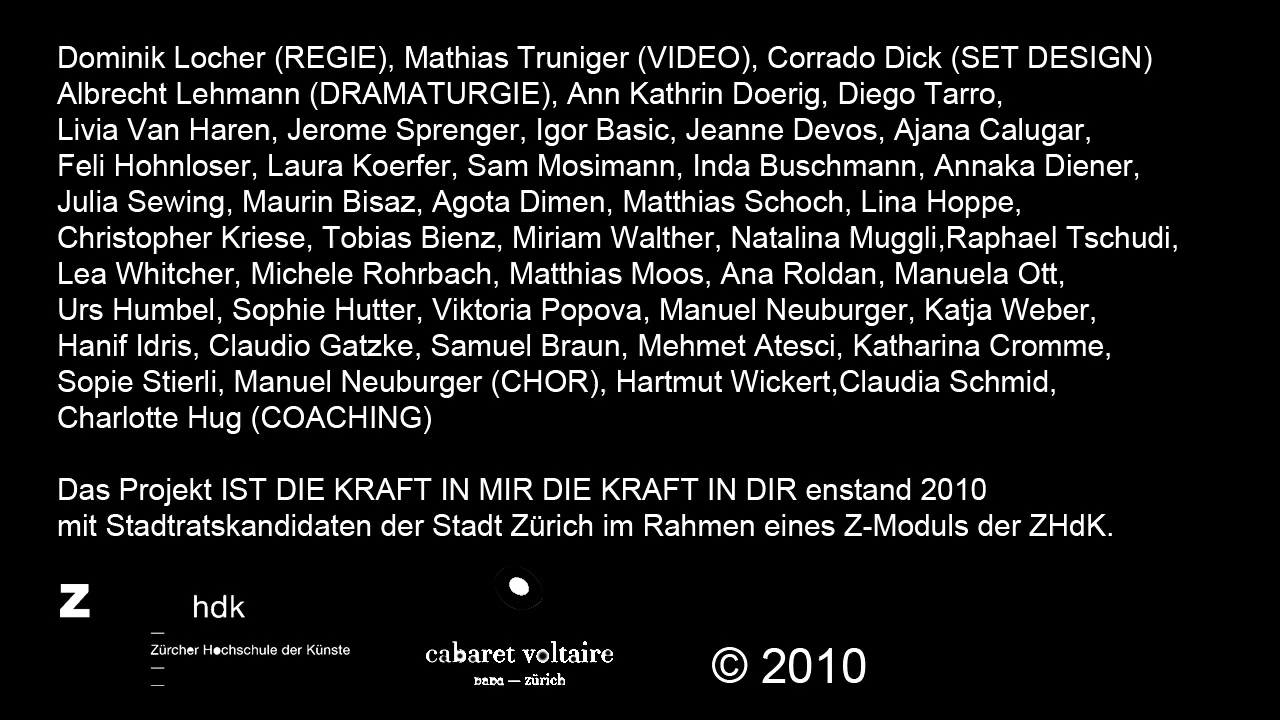 Dominik Locher (REGIE), Mathias Truniger (VIDEO), Corrado Dick (SET DESIGN)
Albrecht Lehmann (DRAMATURGIE), Ann Kathrin Doerig, Diego Tarro,
Livia Van Haren, Jerome Sprenger, Igor Basic, Jeanne Devos, Ajana Calugar,
Feli Hohnloser, Laura Koerfer, Sam Mosimann, Inda Buschmann, Annaka Diener,
Julia Sewing, Maurin Bisaz, Agota Dimen, Matthias Schoch, Lina Hoppe,
Christopher Kriese, Tobias Bienz, Miriam Walther, Natalina Muggli,Raphael Tschudi,
Lea Whitcher, Michele Rohrbach, Matthias Moos, Ana Roldan, Manuela Ott,
Urs Humbel, Sophie Hutter, Viktoria Popova, Manuel Neuburger, Katja Weber,
Hanif Idris, Claudio Gatzke, Samuel Braun, Mehmet Atesci, Katharina Cromme,
Sopie Stierli, Manuel Neuburger (CHOR), Hartmut Wickert,Claudia Schmid,
Charlotte Hug (COACHING)
Das Projekt IST DIE KRAFT IN MIR DIE KRAFT IN DIR enstand 2010
mit Stadtratskandidaten der Stadt Zürich im Rahmen eines Z-Moduls der ZHdK.
Z hdk
Zürcher Hochschule der Künste
cabaret voltaire
DADA — zürich
© 2010